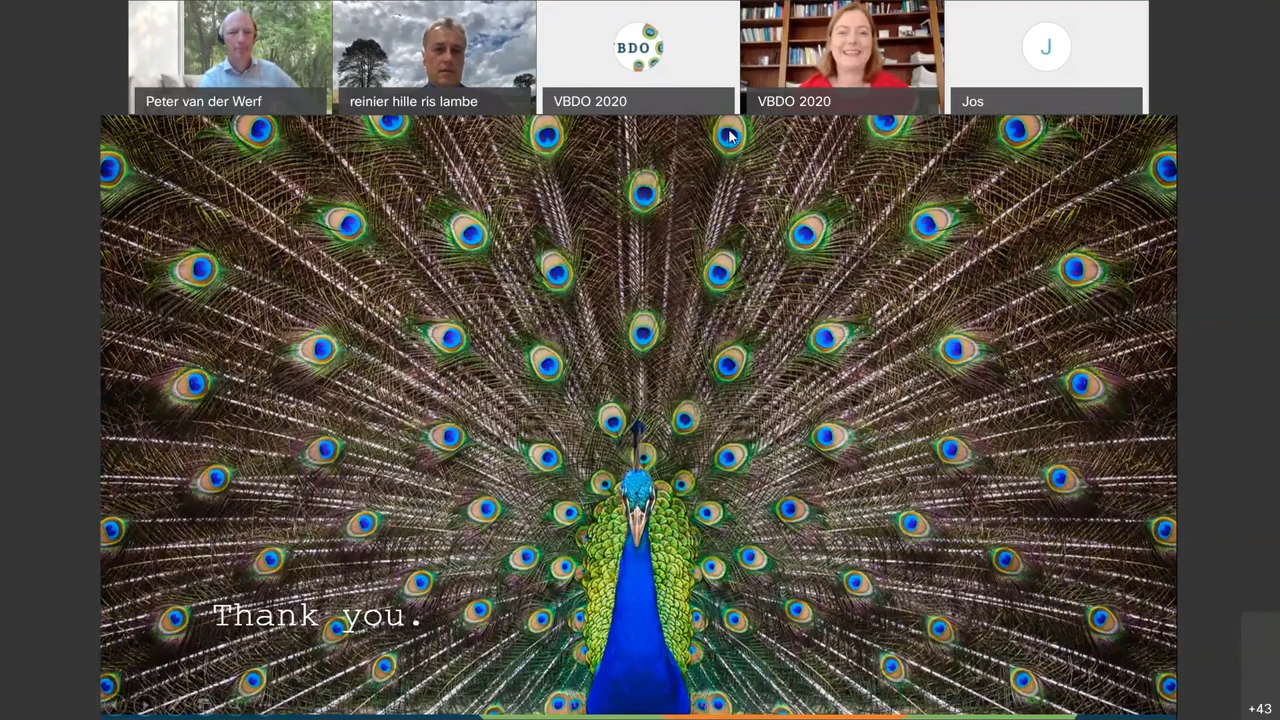 BDO
Peter van der Werf
reinier hille ris lambe
VBDO 2020
VBDO 2020
J
Jos
Thank you.
+43